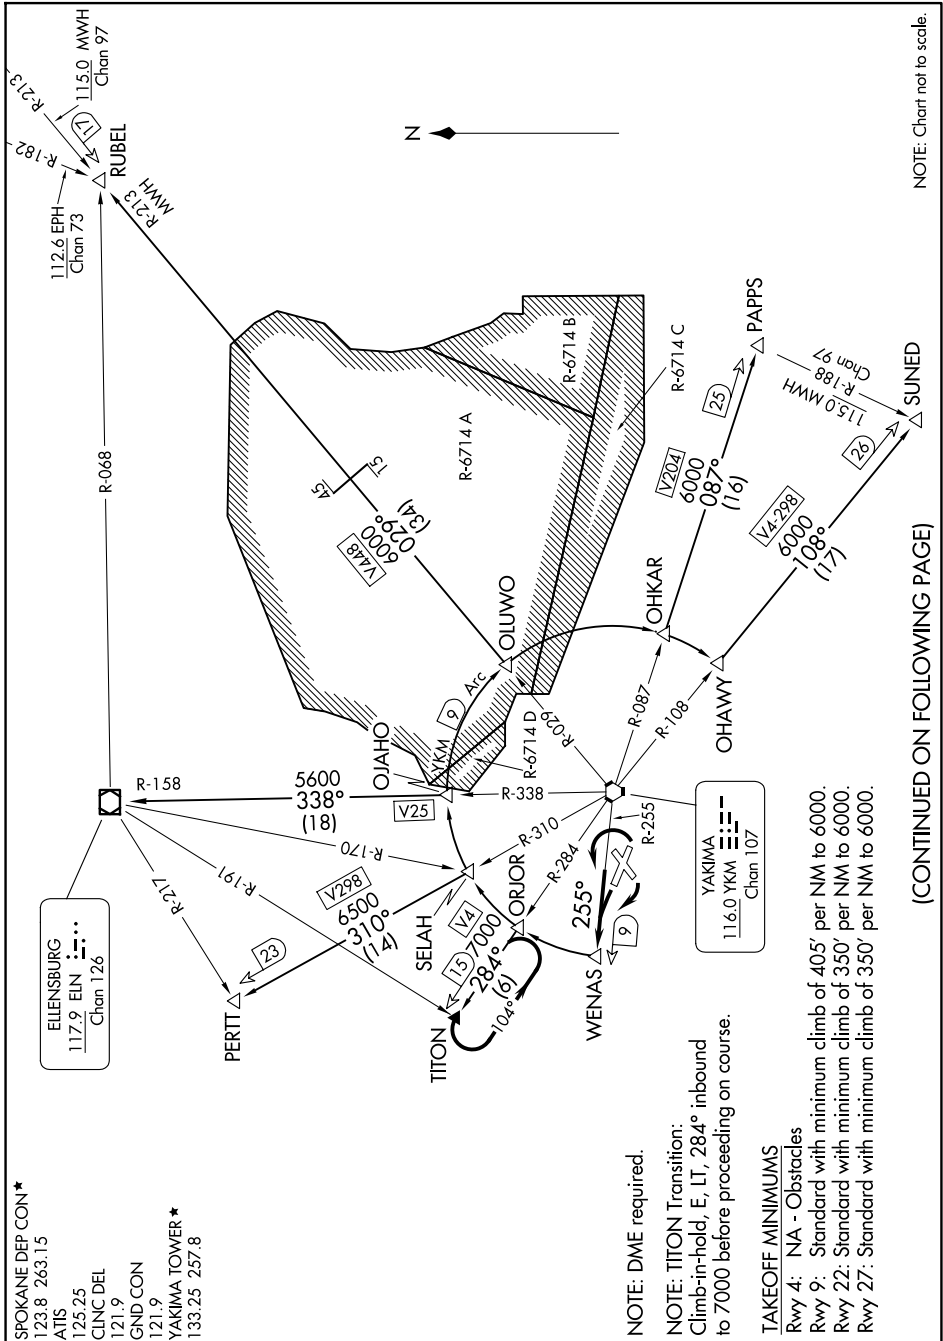 SPOKANE DEP CON★
123.8 263.15
ATIS
125.25
CLNC DEL
121.9
GND CON
121.9
YAKIMA TOWER★
133.25 257.8
ELLENSBURG
117.9 ELN
Chan 126
R-158
R-068
R-217
R-191
R-170
112.6 EPH
Chan 73
R-182
R-213
115.0 MWH
Chan 97
17
RUBEL
R-213
MWH
N
PERTT
23
V298
6500
310°
(14)
5600
338°
(18)
V25
OJAHO
YKM
9
Arc
OLUWO
V448
6000
029°
(34)
45
15
R-6714 A
R-6714 B
R-6714 C
R-6714 D
SELAH
TITON
15
V4
7000
284°
(6)
104°
ORJOR
WENAS
9
255°
R-338
R-310
R-284
R-255
R-029
R-087
R-108
OHKAR
OHAWY
V204
6000
087°
(16)
25
PAPPS
V4-298
6000
108°
(17)
26
SUNED
115.0 MWH
R-188
Chan 97
YAKIMA
116.0 YKM
Chan 107
NOTE: DME required.
NOTE: TITON Transition:
Climb-in-hold, E, LT, 284° inbound
to 7000 before proceeding on course.
TAKEOFF MINIMUMS
Rwy 4: NA - Obstacles
Rwy 9: Standard with minimum climb of 405' per NM to 6000.
Rwy 22: Standard with minimum climb of 350' per NM to 6000.
Rwy 27: Standard with minimum climb of 350' per NM to 6000.
(CONTINUED ON FOLLOWING PAGE)
NOTE: Chart not to scale.